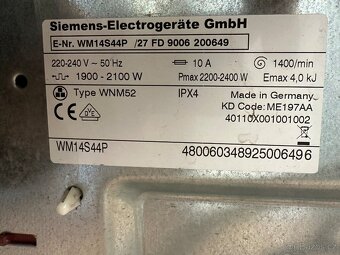 Siemens-Electrogeräte GmbH
E-Nr. WM14S44P /27 FD 9006 200649
220-240 V ~ 50 Hz 10 A 1400/min
1900 - 2100 W Pmax 2200-2400 W Emax 4,0 kJ
Type WNM52 IPX4 Made in Germany
KD Code: ME197AA
40110X001001002
WM14S44P 480060348925006496